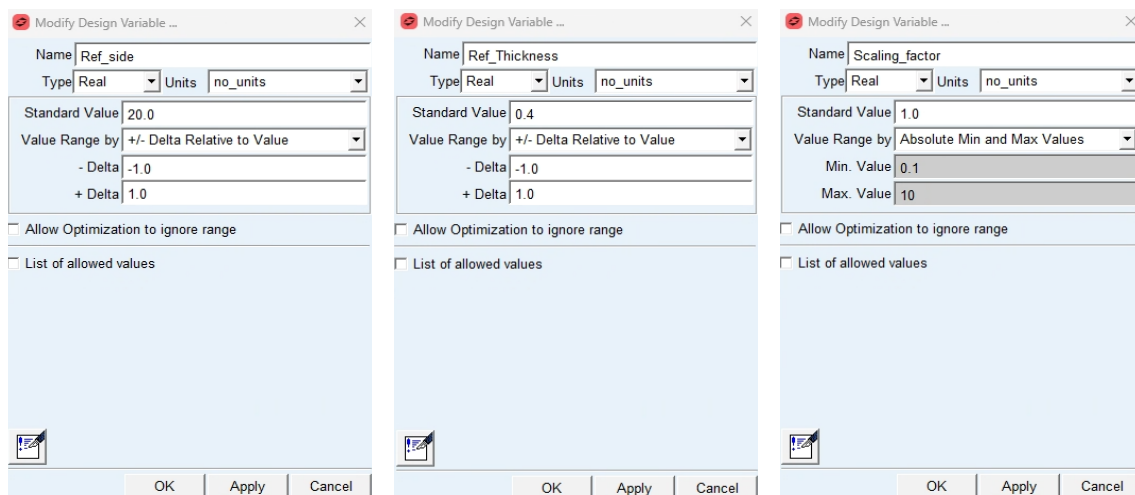 Modify Design Variable ...
Name Ref_side
Type Real Units no_units
Standard Value 20.0
Value Range by +/- Delta Relative to Value
- Delta -1.0
+ Delta 1.0
Allow Optimization to ignore range
List of allowed values
OK Apply Cancel
Modify Design Variable ...
Name Ref_Thickness
Type Real Units no_units
Standard Value 0.4
Value Range by +/- Delta Relative to Value
- Delta -1.0
+ Delta 1.0
Allow Optimization to ignore range
List of allowed values
OK Apply Cancel
Modify Design Variable ...
Name Scaling_factor
Type Real Units no_units
Standard Value 1.0
Value Range by Absolute Min and Max Values
Min. Value 0.1
Max. Value 10
Allow Optimization to ignore range
List of allowed values
OK Apply Cancel